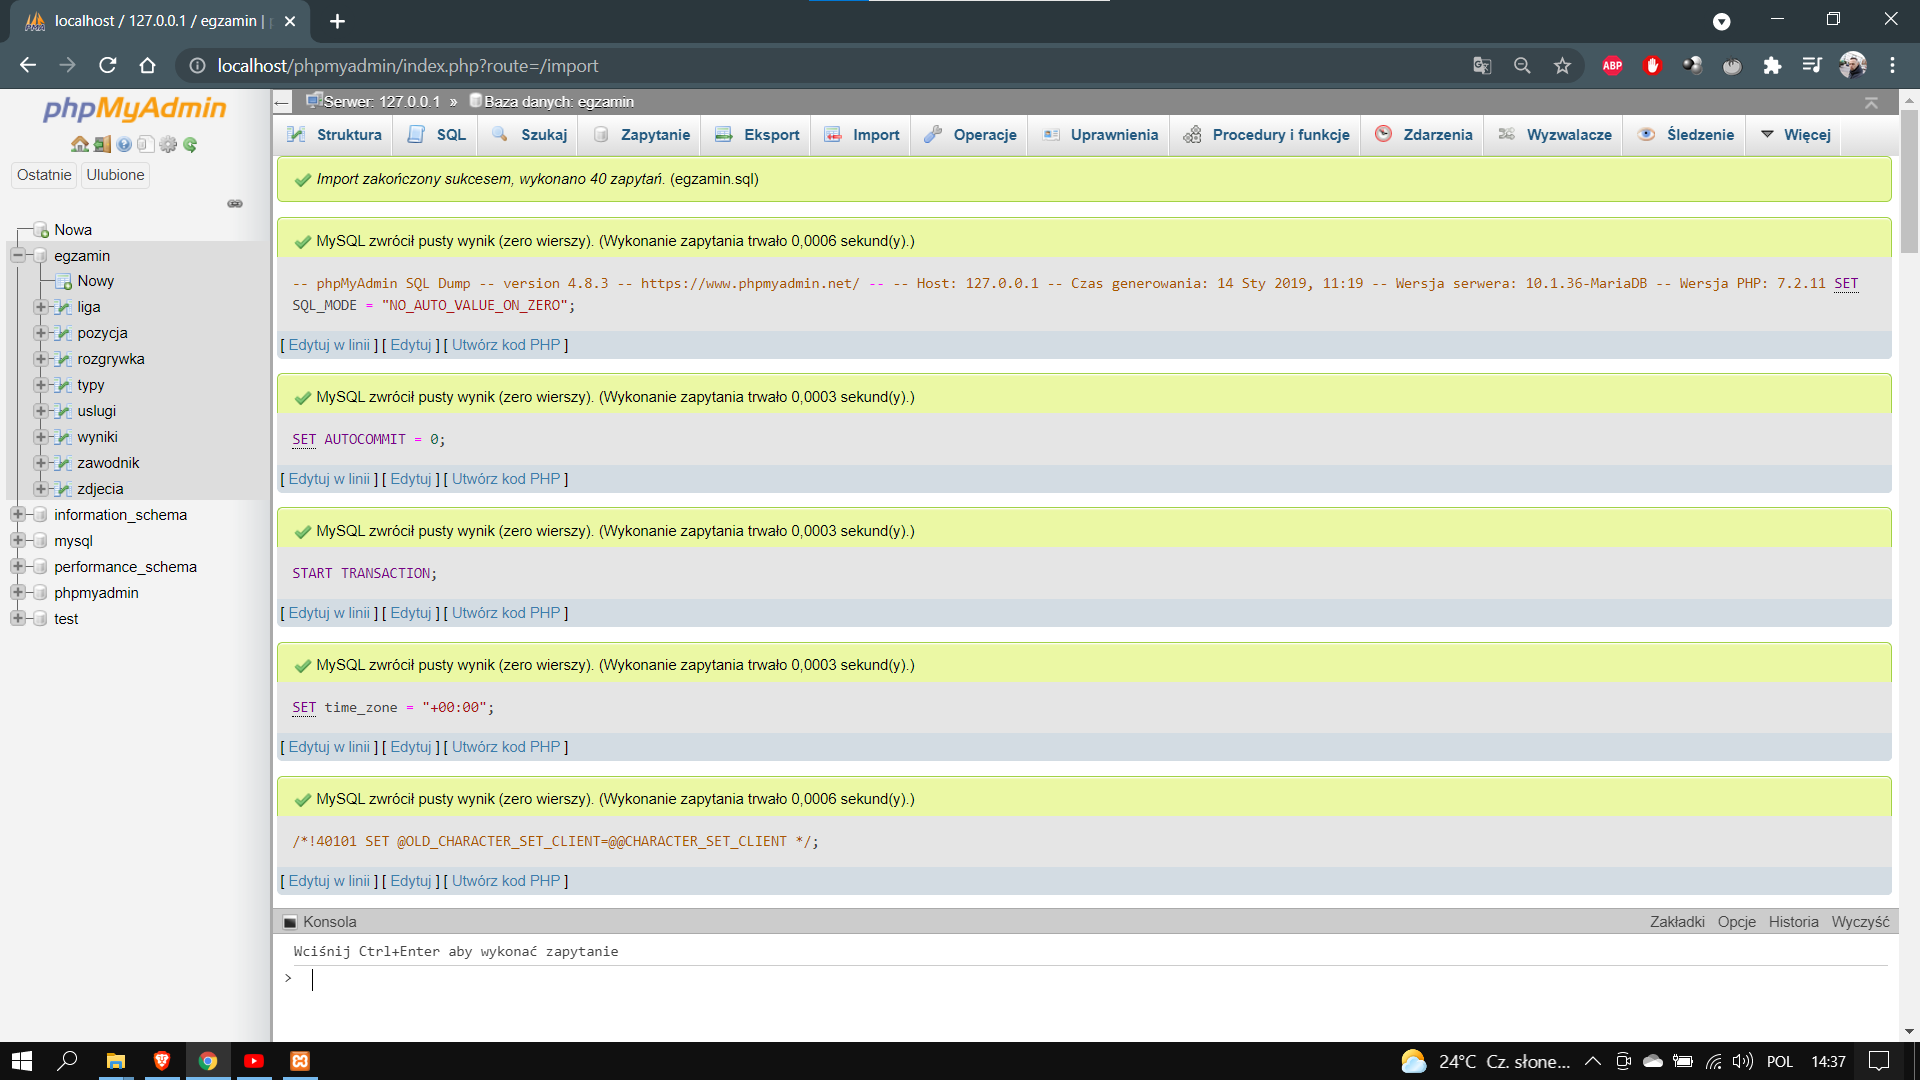 localhost / 127.0.0.1 / egzamin |
localhost/phpmyadmin/index.php?route=/import
ABP
phpMyAdmin
Ostatnie
Ulubione
Nowa
egzamin
Nowy
liga
pozycja
rozgrywka
typy
uslugi
wyniki
zawodnik
zdjecia
information_schema
mysql
performance_schema
phpmyadmin
test
Serwer: 127.0.0.1 » Baza danych: egzamin
Struktura SQL Szukaj Zapytanie Eksport Import Operacje Uprawnienia Procedury i funkcje Zdarzenia Wyzwalacze Śledzenie Więcej
Import zakończony sukcesem, wykonano 40 zapytań. (egzamin.sql)
MySQL zwrócił pusty wynik (zero wierszy). (Wykonanie zapytania trwało 0,0006 sekund(y).)
-- phpMyAdmin SQL Dump -- version 4.8.3 -- https://www.phpmyadmin.net/ -- -- Host: 127.0.0.1 -- Czas generowania: 14 Sty 2019, 11:19 -- Wersja serwera: 10.1.36-MariaDB -- Wersja PHP: 7.2.11 SET
SQL_MODE = "NO_AUTO_VALUE_ON_ZERO";
[ Edytuj w linii ] [ Edytuj ] [ Utwórz kod PHP ]
MySQL zwrócił pusty wynik (zero wierszy). (Wykonanie zapytania trwało 0,0003 sekund(y).)
SET AUTOCOMMIT = 0;
[ Edytuj w linii ] [ Edytuj ] [ Utwórz kod PHP ]
MySQL zwrócił pusty wynik (zero wierszy). (Wykonanie zapytania trwało 0,0003 sekund(y).)
START TRANSACTION;
[ Edytuj w linii ] [ Edytuj ] [ Utwórz kod PHP ]
MySQL zwrócił pusty wynik (zero wierszy). (Wykonanie zapytania trwało 0,0003 sekund(y).)
SET time_zone = "+00:00";
[ Edytuj w linii ] [ Edytuj ] [ Utwórz kod PHP ]
MySQL zwrócił pusty wynik (zero wierszy). (Wykonanie zapytania trwało 0,0006 sekund(y).)
/*!40101 SET @OLD_CHARACTER_SET_CLIENT=@@CHARACTER_SET_CLIENT */;
[ Edytuj w linii ] [ Edytuj ] [ Utwórz kod PHP ]
Konsola Zakładki Opcje Historia Wyczyść
Wciśnij Ctrl+Enter aby wykonać zapytanie
>
24°C Cz. słone... POL 14:37